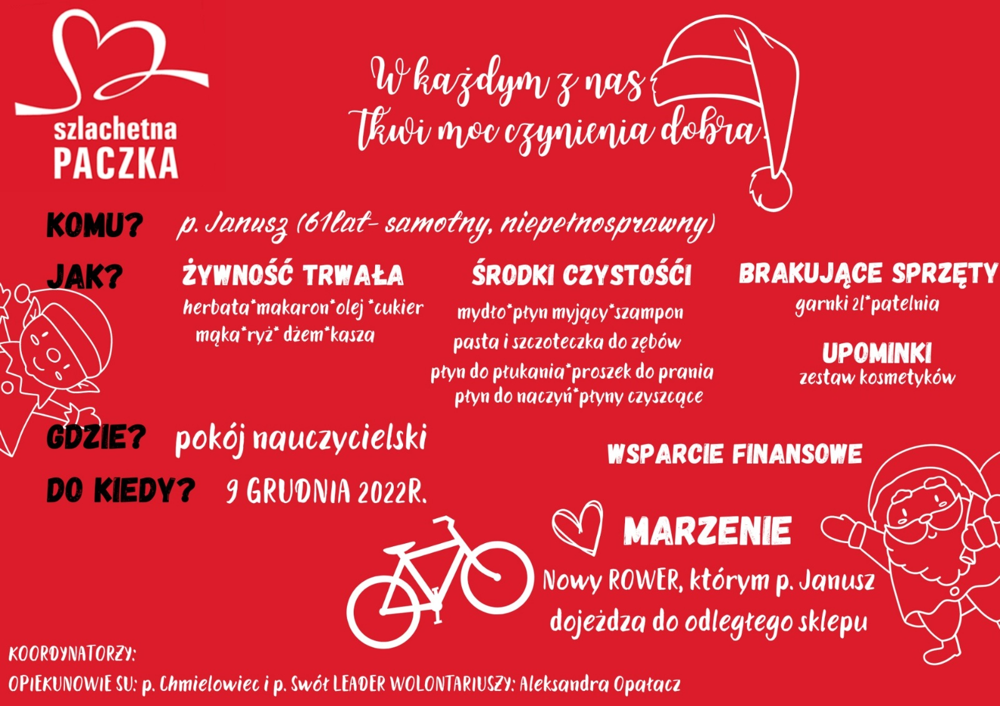 szlachetna
PACZKA
W każdym z nas
Tkwi moc czynienia dobra!
KOMU? p. Janusz (61lat- samotny, niepełnosprawny)
JAK?
ŻYWNOŚĆ TRWAŁA
herbata*makaron*olej *cukier
mąka*ryż* dżem*kasza
ŚRODKI CZYSTOŚĆI
mydło*płyn myjący*szampon
pasta i szczoteczka do zębów
płyn do płukania*proszek do prania
płyn do naczyń*płyny czyszcące
BRAKUJĄCE SPRZĘTY
garnki 2l*patelnia
UPOMINKI
zestaw kosmetyków
GDZIE? pokój nauczycielski
WSPARCIE FINANSOWE
DO KIEDY? 9 GRUDNIA 2022R.
MARZENIE
Nowy ROWER, którym p. Janusz
dojeżdza do odległego sklepu
KOORDYNATORZY:
OPIEKUNOWIE SU: p. Chmielowiec i p. Swół LEADER WOLONTARIUSZY: Aleksandra Opałacz